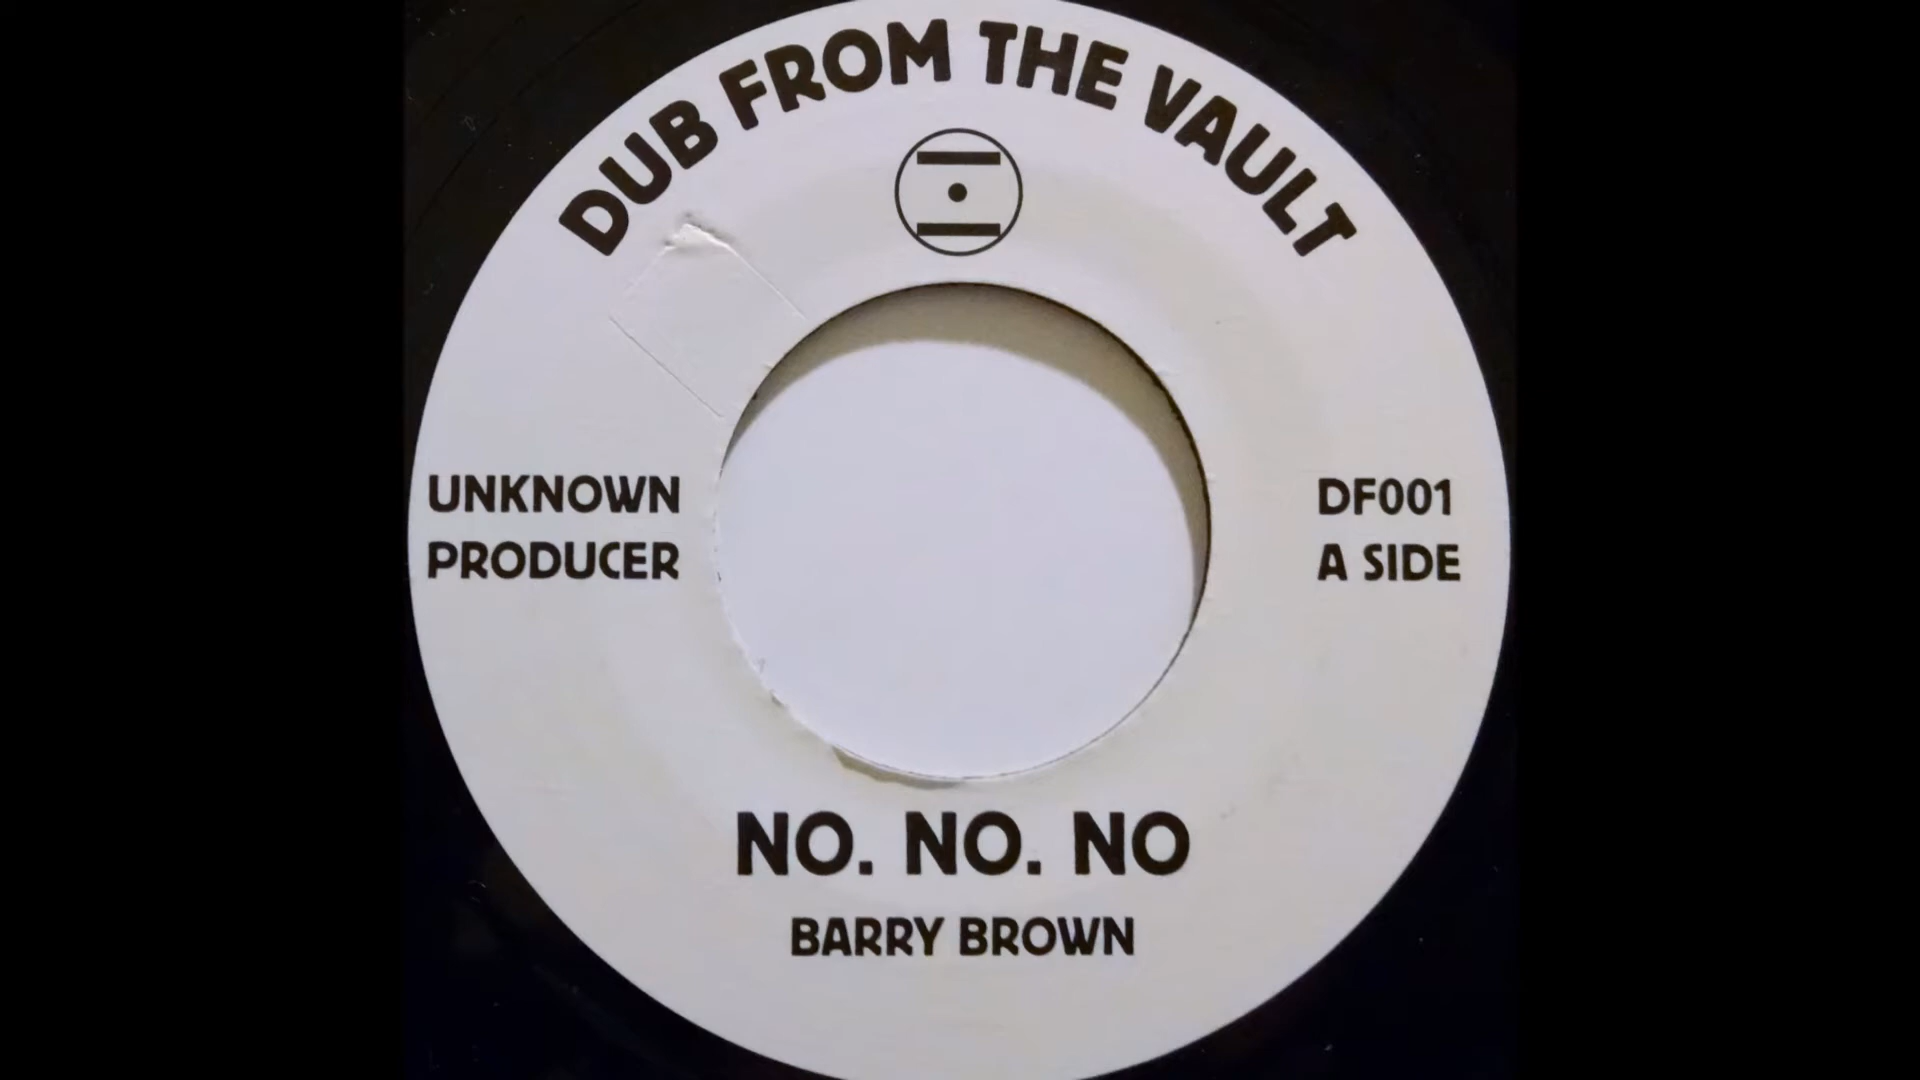 DUB FROM THE VAULT
UNKNOWN
PRODUCER
DF001
A SIDE
NO. NO. NO
BARRY BROWN